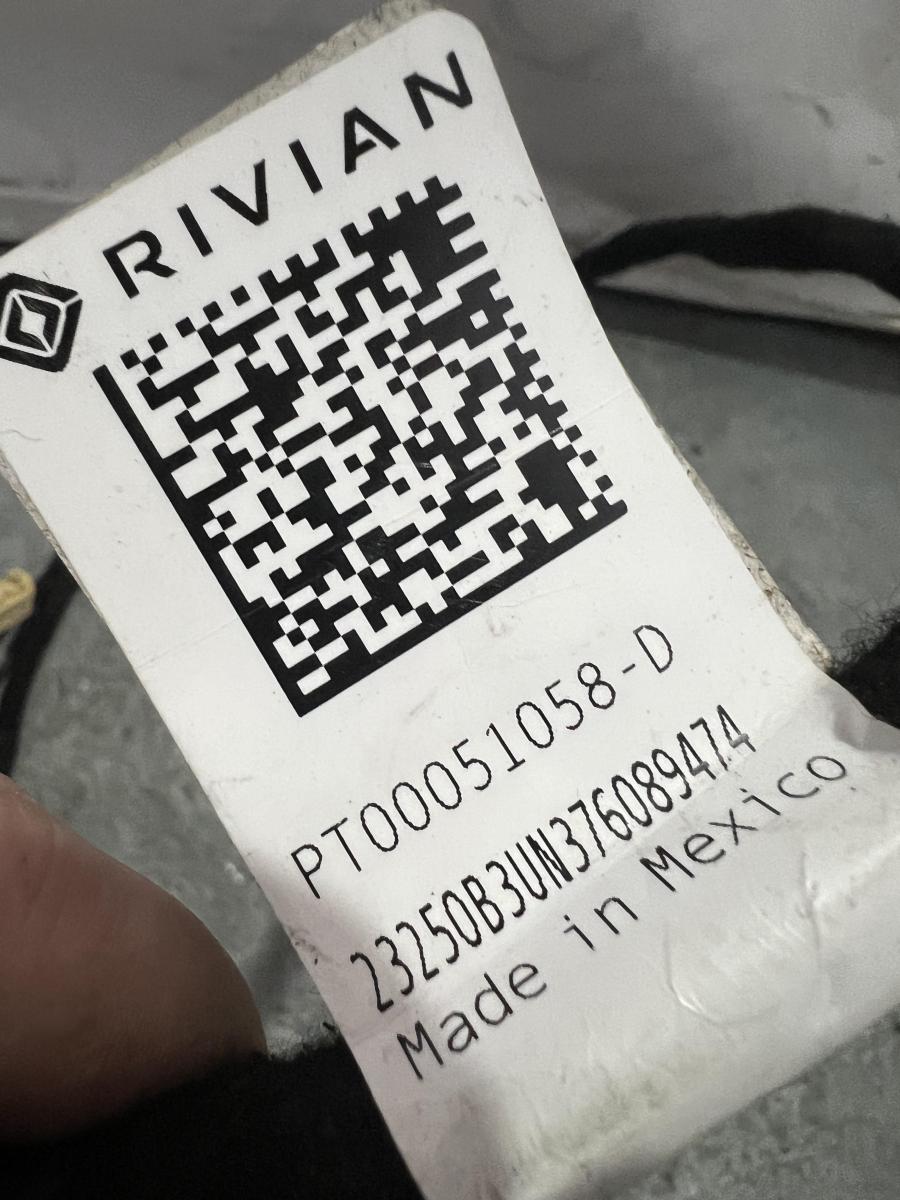 RIVIAN
PT00051058-D
23250B3UN376089474
Made in Mexico